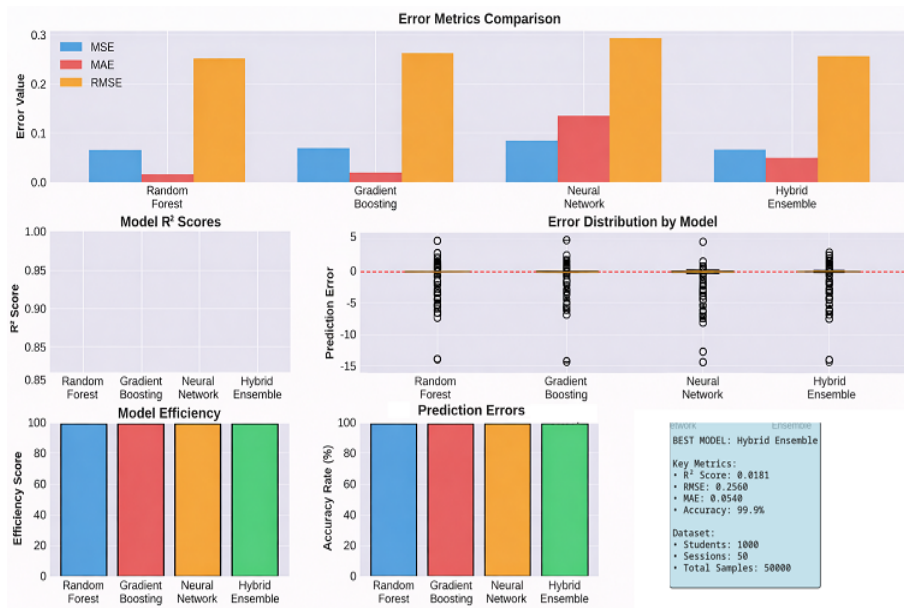 Error Metrics Comparison
0.3
0.2
0.1
0.0
Error Value
MSE
MAE
RMSE
Random
Forest
Gradient
Boosting
Neural
Network
Hybrid
Ensemble
Model R² Scores
1.00
0.95
0.90
0.85
0.85
R² Score
Random
Forest
Gradient
Boosting
Neural
Network
Hybrid
Ensemble
Error Distribution by Model
5
0
-5
-10
-15
Prediction Error
Random
Forest
Gradient
Boosting
Neural
Network
Hybrid
Ensemble
Model Efficiency
100
80
60
40
20
0
Efficiency Score
Random
Forest
Gradient
Boosting
Neural
Network
Hybrid
Ensemble
Prediction Errors
100
80
60
40
20
0
Accuracy Rate (%)
Random
Forest
Gradient
Boosting
Neural
Network
Hybrid
Ensemble
etwork Ensemble
BEST MODEL: Hybrid Ensemble
Key Metrics:
• R² Score: 0.0181
• RMSE: 0.2560
• MAE: 0.0540
• Accuracy: 99.9%
Dataset:
• Students: 1000
• Sessions: 50
• Total Samples: 50000